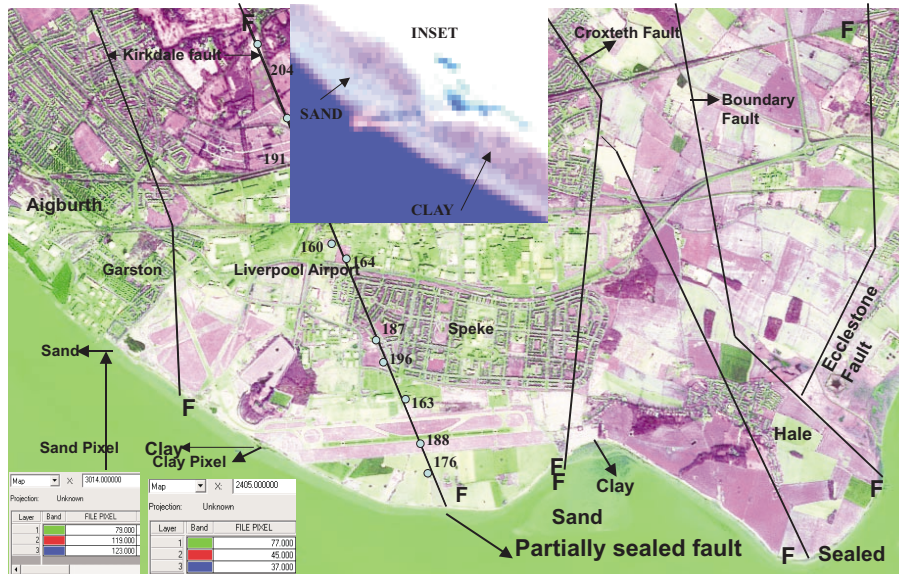 F
INSET
Croxteth Fault
F
Kirkdale fault
204
SAND
Boundary
Fault
191
CLAY
Aigburth
160
164
Garston
Liverpool Airport
187
Speke
Sand
196
Ecclestone
Fault
163
F
Sand Pixel
Clay
Clay Pixel
188
Hale
176
F
F
F
Clay
F
Sand
Partially sealed fault
F
Sealed
Map X: 3014.000000
Projection: Unknown
Layer Band FILE PIXEL
1 79.000
2 119.000
3 123.000
Map X: 2405.000000
Projection: Unknown
Layer Band FILE PIXEL
1 77.000
2 45.000
3 37.000